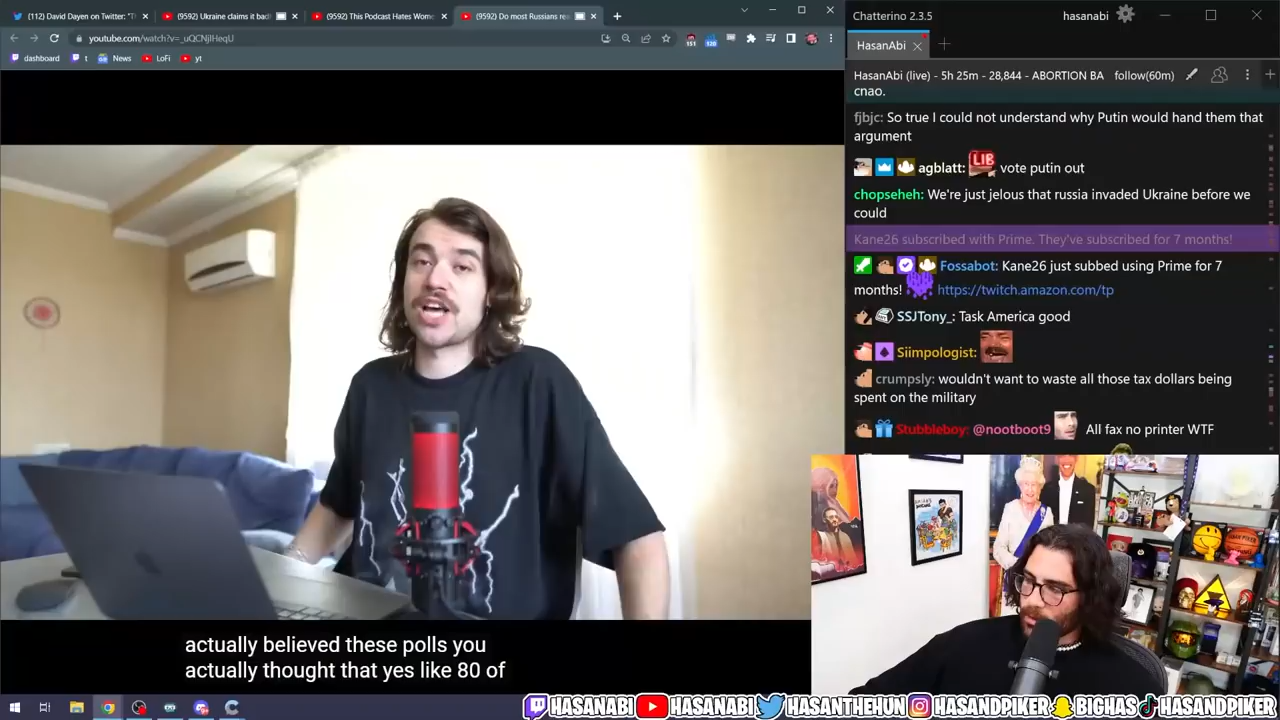 (112) David Dayen on Twitter: "T
(9592) Ukraine claims it bad
(9592) This Podcast Hates Wom
(9592) Do most Russians re
Chatterino 2.3.5
hasanabi
youtube.com/watch?v=_uQCNjIHeqU
151
120
HasanAbi
dashboard
t
News
LoFi
yt
HasanAbi (live) - 5h 25m - 28,844 - ABORTION BA
follow(60m)
cnao.
fjbjc: So true I could not understand why Putin would hand them that
argument
agblatt: LIB vote putin out
chopseheh: We're just jelous that russia invaded Ukraine before we
could
Kane26 subscribed with Prime. They've subscribed for 7 months!
Fossabot: Kane26 just subbed using Prime for 7
months! https://twitch.amazon.com/tp
SSJTony_: Task America good
Siimpologist:
crumpsly: wouldn't want to waste all those tax dollars being
spent on the military
Stubbleboy: @nootboot9 All fax no printer WTF
actually believed these polls you
actually thought that yes like 80 of
HASANABI HASANABI HASANTHEHUN HASANDPIKER BIGHAS HASANDPIKER